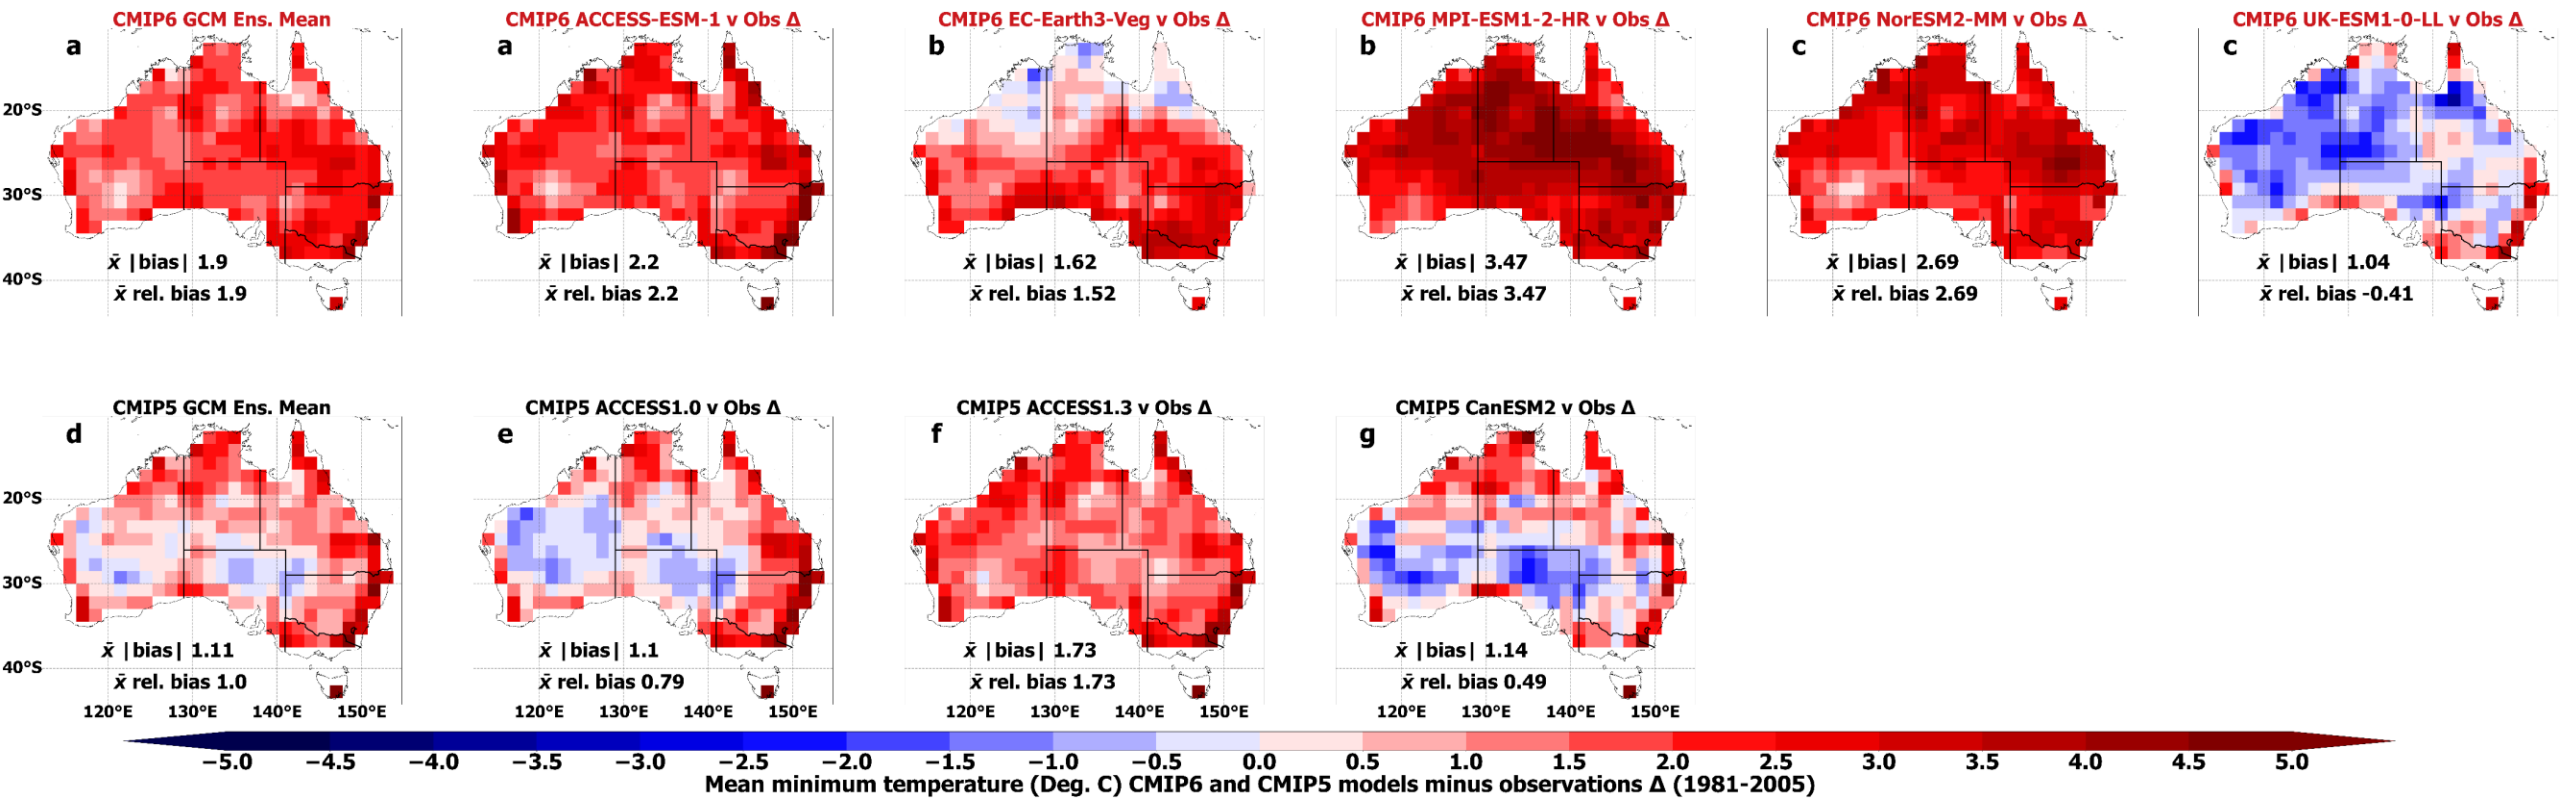 CMIP6 GCM Ens. Mean
CMIP6 ACCESS-ESM-1 v Obs Δ
CMIP6 EC-Earth3-Veg v Obs Δ
CMIP6 MPI-ESM1-2-HR v Obs Δ
CMIP6 NorESM2-MM v Obs Δ
CMIP6 UK-ESM1-0-LL v Obs Δ
a
a
b
b
c
c
20°S
30°S
40°S
x̄ |bias| 1.9
x̄ rel. bias 1.9
x̄ |bias| 2.2
x̄ rel. bias 2.2
x̄ |bias| 1.62
x̄ rel. bias 1.52
x̄ |bias| 3.47
x̄ rel. bias 3.47
x̄ |bias| 2.69
x̄ rel. bias 2.69
x̄ |bias| 1.04
x̄ rel. bias -0.41
CMIP5 GCM Ens. Mean
CMIP5 ACCESS1.0 v Obs Δ
CMIP5 ACCESS1.3 v Obs Δ
CMIP5 CanESM2 v Obs Δ
d
e
f
g
20°S
30°S
40°S
x̄ |bias| 1.11
x̄ rel. bias 1.0
x̄ |bias| 1.1
x̄ rel. bias 0.79
x̄ |bias| 1.73
x̄ rel. bias 1.73
x̄ |bias| 1.14
x̄ rel. bias 0.49
120°E 130°E 140°E 150°E
120°E 130°E 140°E 150°E
120°E 130°E 140°E 150°E
120°E 130°E 140°E 150°E
−5.0 −4.5 −4.0 −3.5 −3.0 −2.5 −2.0 −1.5 −1.0 −0.5 0.0 0.5 1.0 1.5 2.0 2.5 3.0 3.5 4.0 4.5 5.0
Mean minimum temperature (Deg. C) CMIP6 and CMIP5 models minus observations Δ (1981-2005)